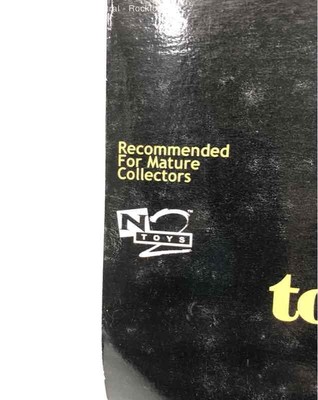 Recommended
For Mature
Collectors
N2
TOYS
to